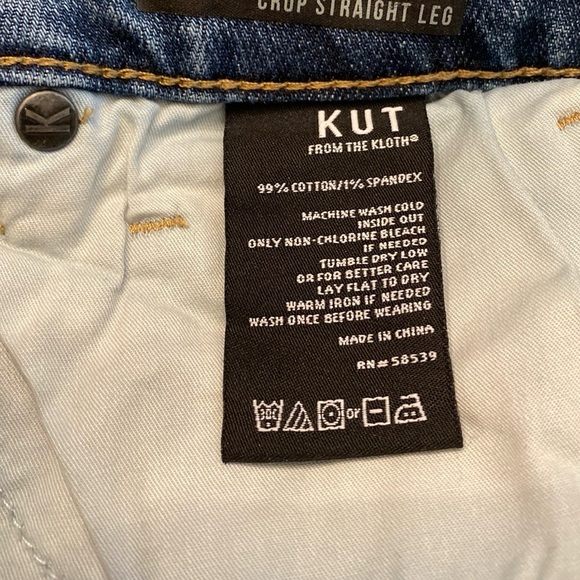 CROP STRAIGHT LEG
KUT
FROM THE KLOTH®
99% COTTON/1% SPANDEX
MACHINE WASH COLD
INSIDE OUT
ONLY NON-CHLORINE BLEACH
IF NEEDED
TUMBLE DRY LOW
OR FOR BETTER CARE
LAY FLAT TO DRY
WARM IRON IF NEEDED
WASH ONCE BEFORE WEARING
MADE IN CHINA
RN# 58539
30C or